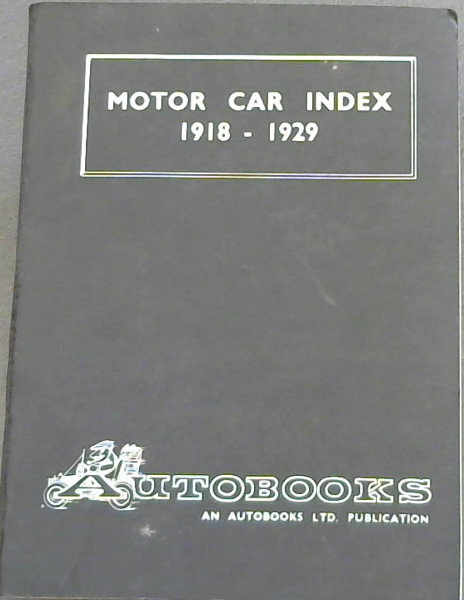 MOTOR CAR INDEX
1918 - 1929
AUTOBOOKS
AN AUTOBOOKS LTD. PUBLICATION